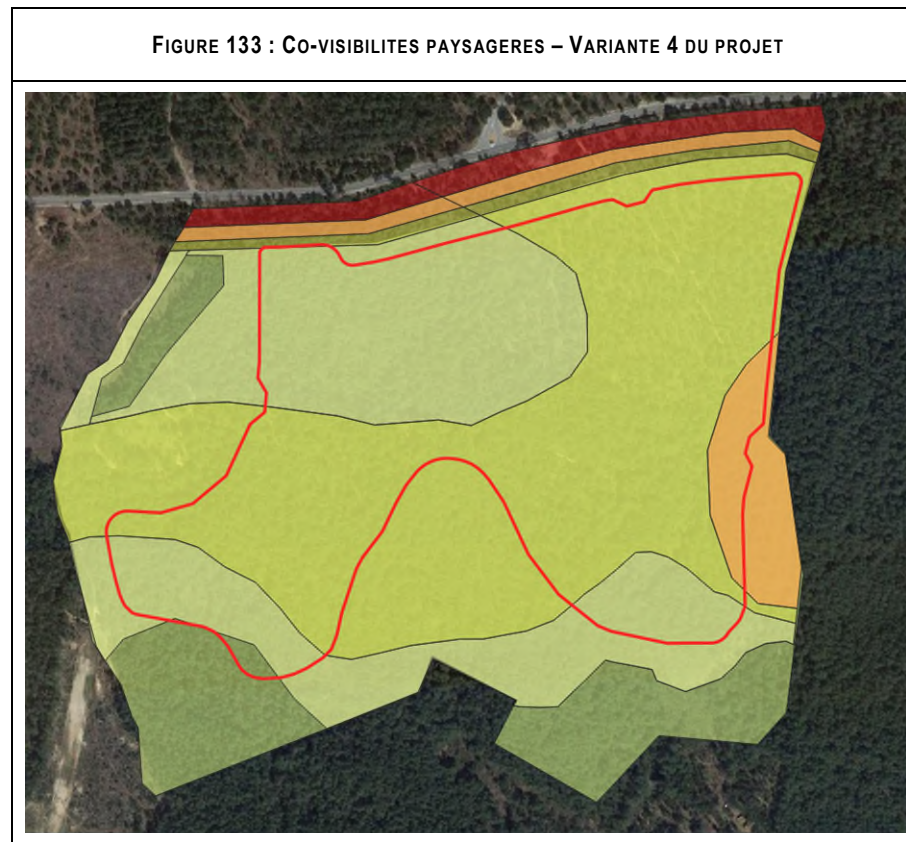 FIGURE 133 : CO-VISIBILITES PAYSAGERES – VARIANTE 4 DU PROJET